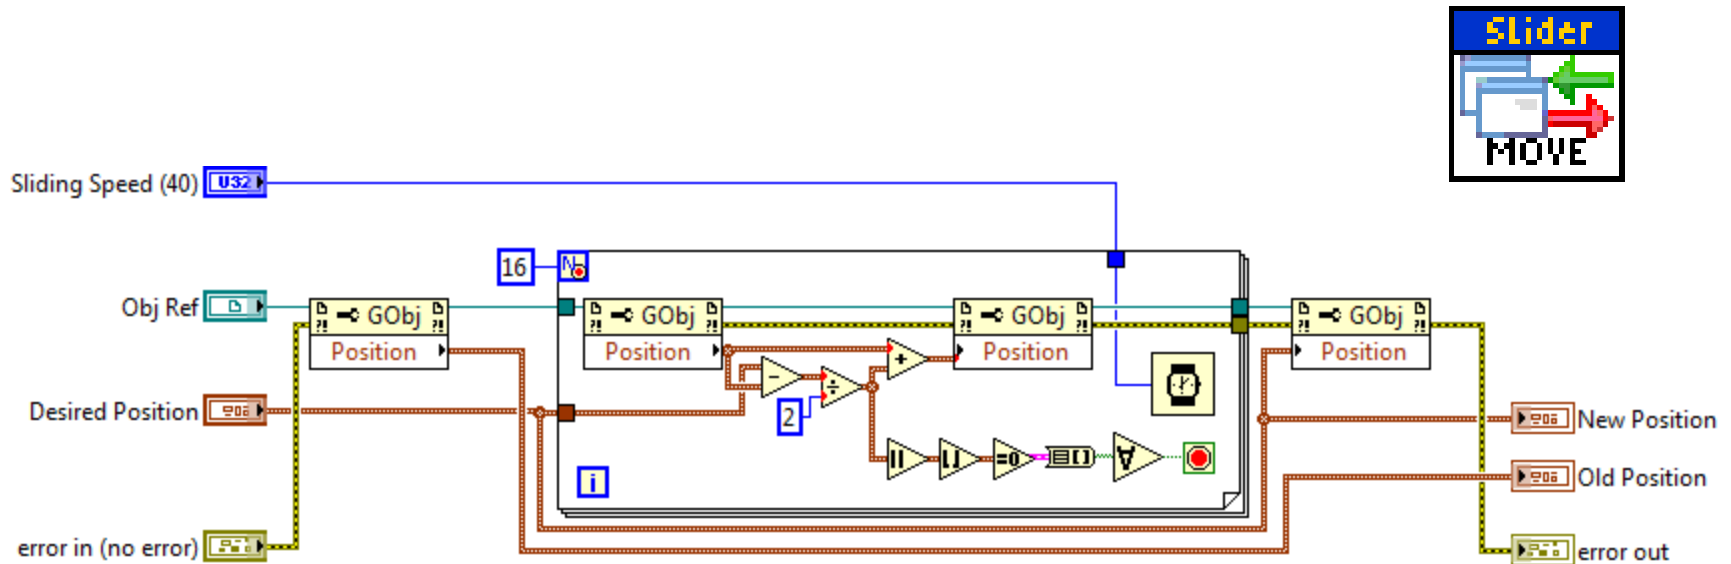 Slider
MOVE
Sliding Speed (40)
U32
16
N
Obj Ref
?!
GObj
?!
?!
GObj
?!
?!
GObj
?!
?!
GObj
?!
Position
Position
Position
Position
+
-
÷
2
Desired Position
New Position
=0
i
Old Position
error in (no error)
error out